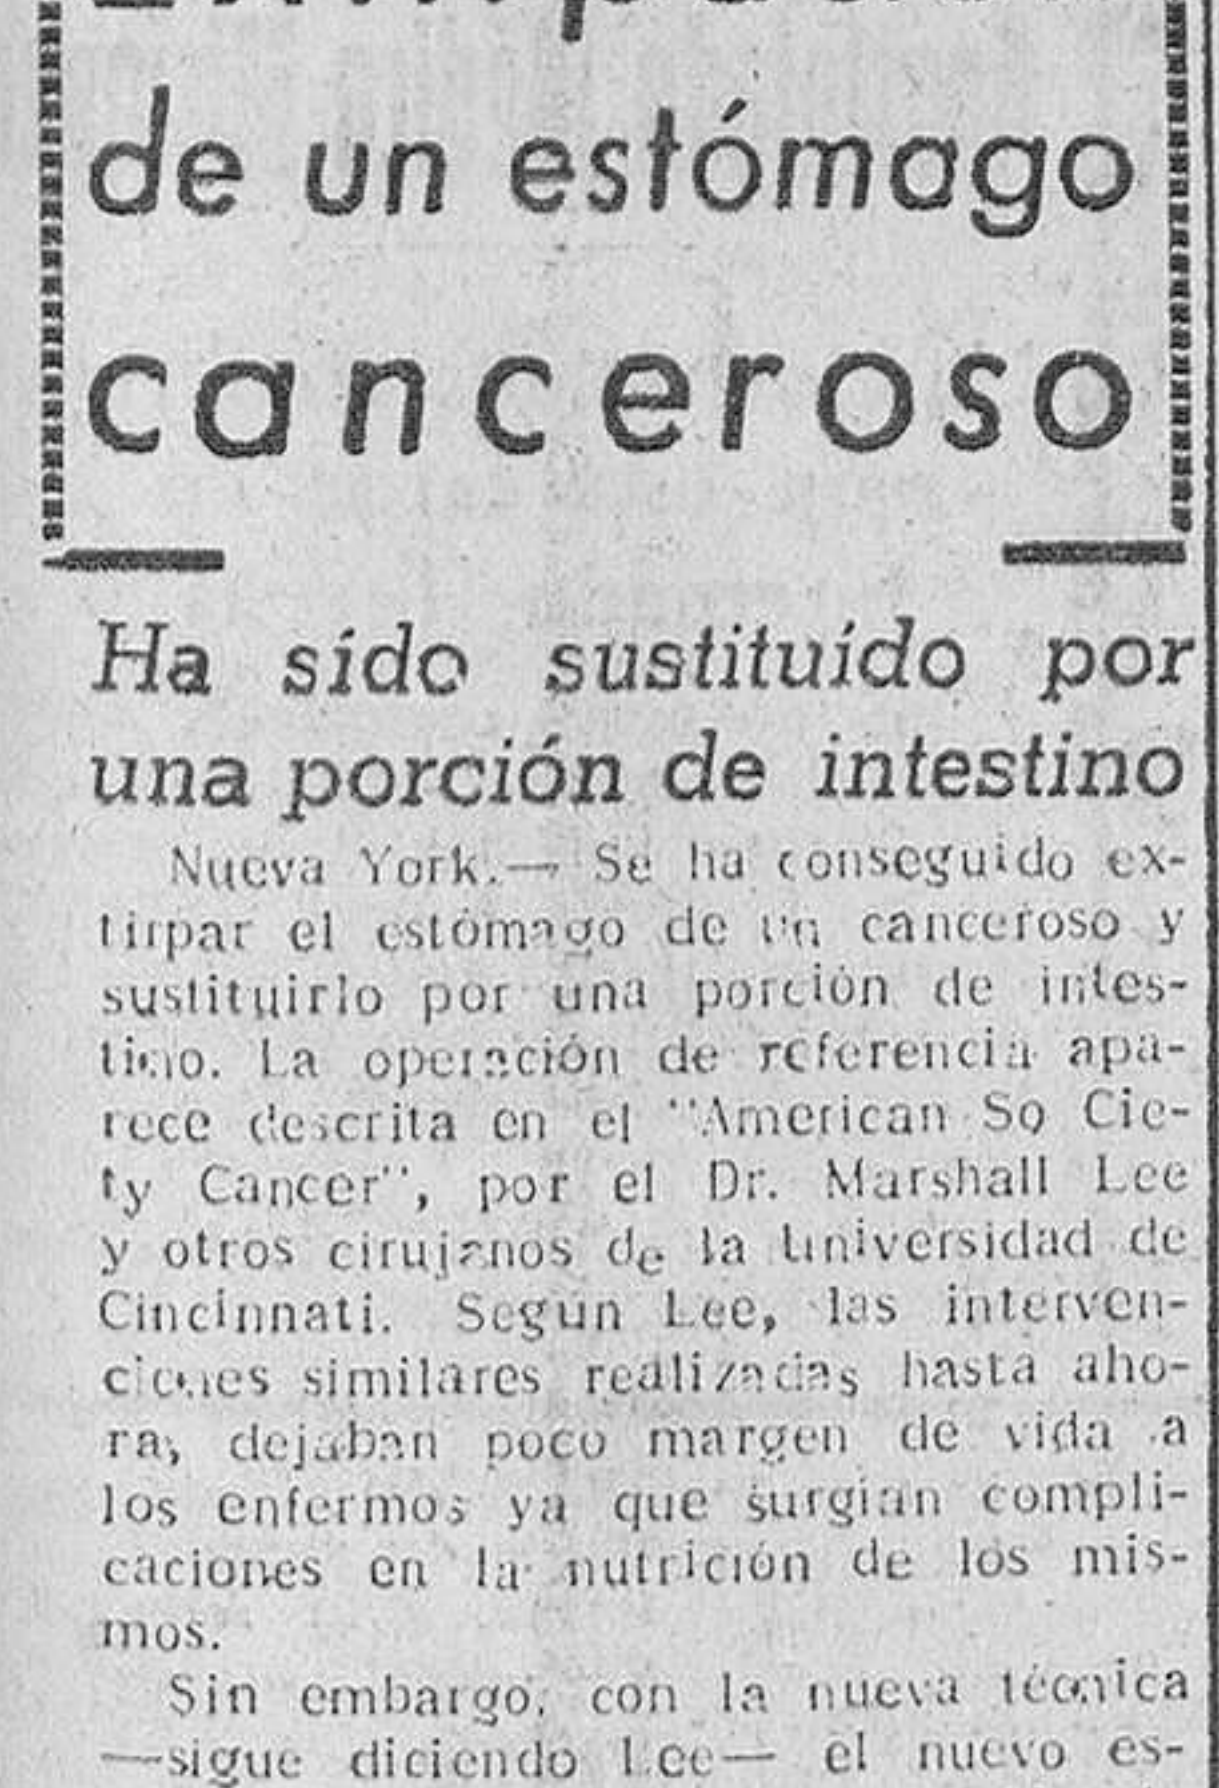 de un estómago
canceroso
Ha sído sustituído por
una porción de intestino
Nueva York.— Se ha conseguido ex-
tirpar el estómago de un canceroso y
sustituirlo por una porción de intes-
tino. La operación de referencia apa-
rece descrita en el "American So Cie-
ty Cancer", por el Dr. Marshall Lee
y otros cirujanos de la Universidad de
Cincinnati. Según Lee, las interven-
ciones similares realizadas hasta aho-
ra, dejaban poco margen de vida a
los enfermos ya que surgían compli-
caciones en la nutrición de los mis-
mos.
Sin embargo, con la nueva técnica
—sigue diciendo Lee— el nuevo es-